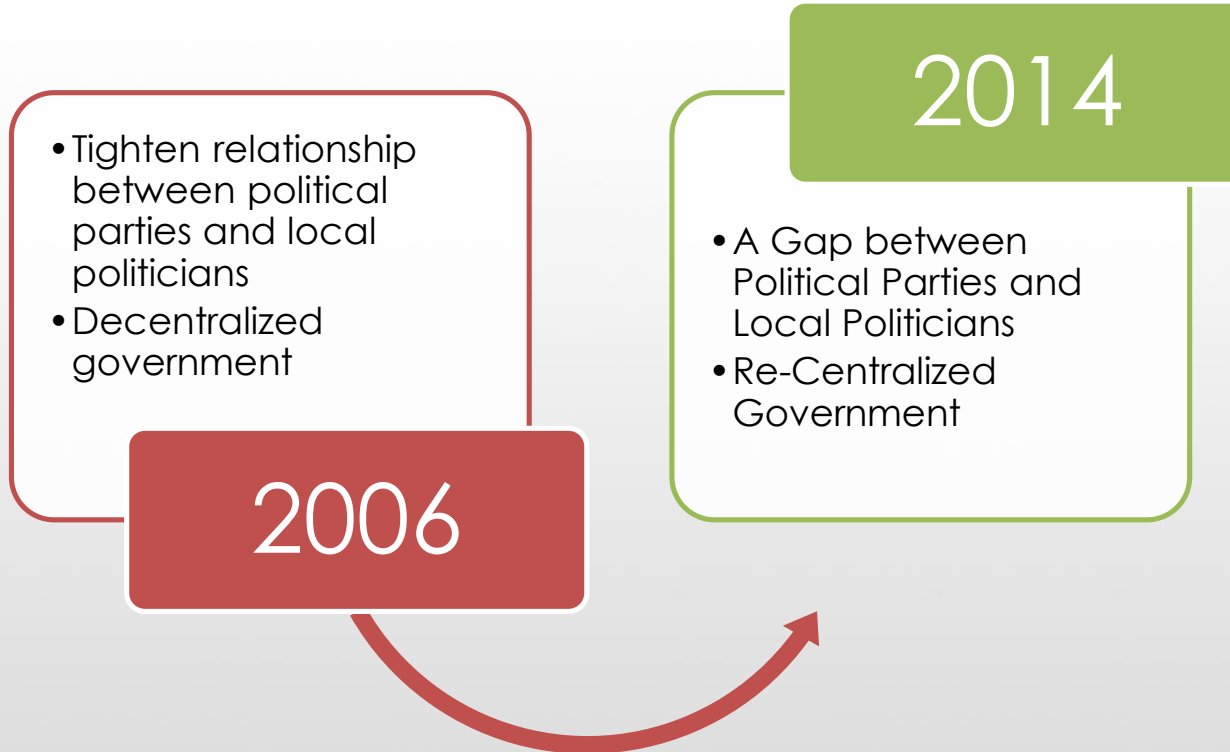 •Tighten relationship
between political
parties and local
politicians
•Decentralized
government
2006
2014
•A Gap between
Political Parties and
Local Politicians
•Re-Centralized
Government